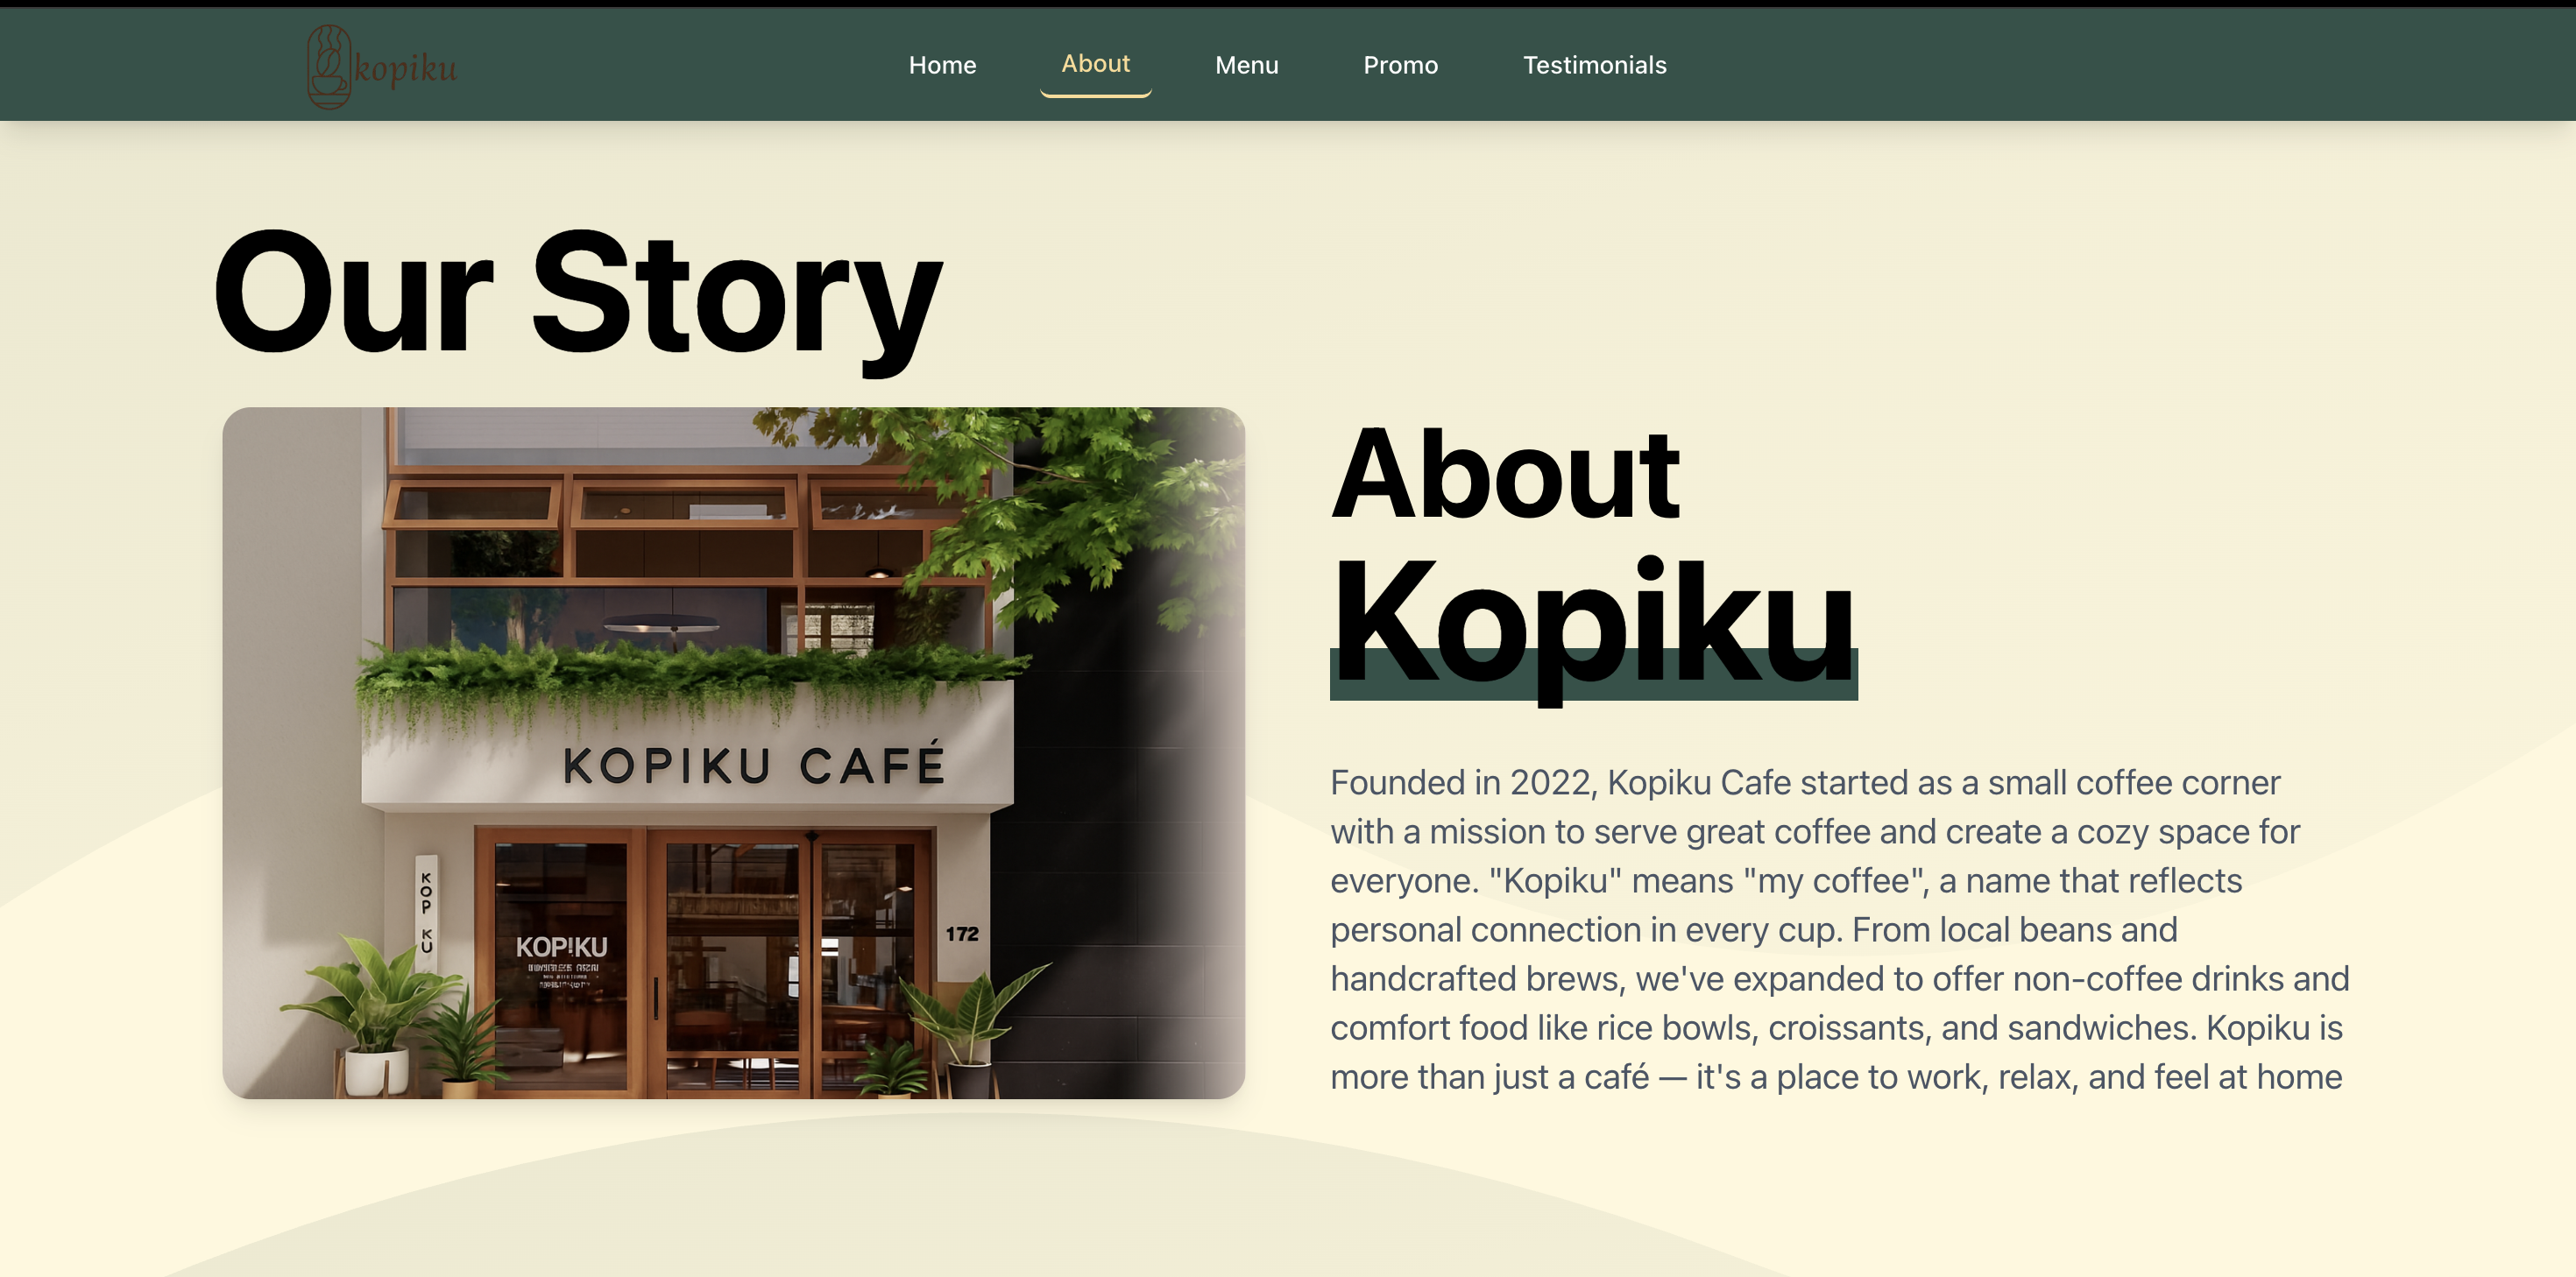 kopiku
Home About Menu Promo Testimonials
Our Story
KOPIKU CAFÉ
KOP KU
KOP!KU
172
About
Kopiku
Founded in 2022, Kopiku Cafe started as a small coffee corner
with a mission to serve great coffee and create a cozy space for
everyone. "Kopiku" means "my coffee", a name that reflects
personal connection in every cup. From local beans and
handcrafted brews, we've expanded to offer non-coffee drinks and
comfort food like rice bowls, croissants, and sandwiches. Kopiku is
more than just a café — it's a place to work, relax, and feel at home